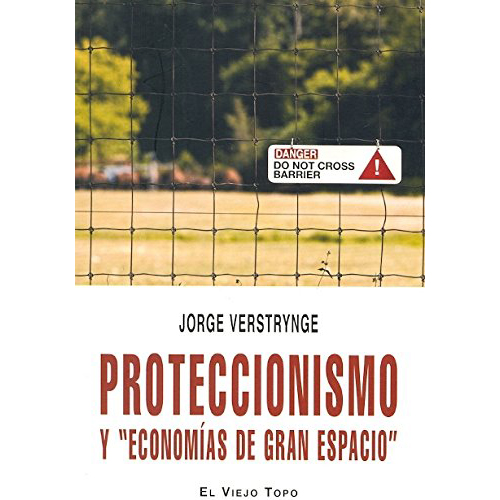 DANGER
DO NOT CROSS
BARRIER
JORGE VERSTRYNGE
PROTECCIONISMO
Y "ECONOMÍAS DE GRAN ESPACIO"
EL VIEJO TOPO